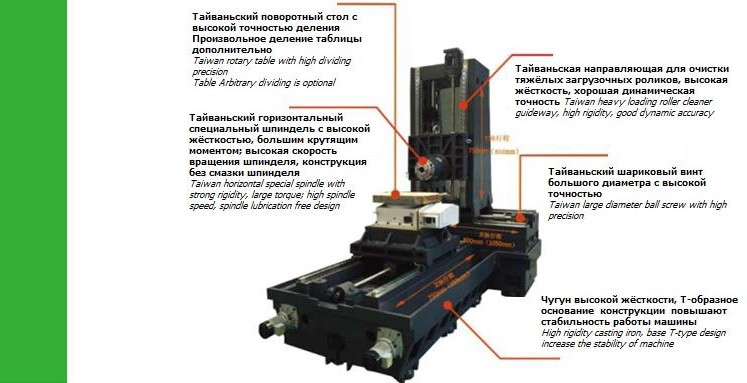 Тайваньский поворотный стол с
высокой точностью деления
Произвольное деление таблицы
дополнительно
Taiwan rotary table with high dividing
precision
Table Arbitrary dividing is optional
Тайваньский горизонтальный
специальный шпиндель с высокой
жёсткостью, большим крутящим
моментом; высокая скорость
вращения шпинделя, конструкция
без смазки шпинделя
Taiwan horizontal special spindle with
strong rigidity, large torque; high spindle
speed, spindle lubrication free design
Тайваньская направляющая для очистки
тяжёлых загрузочных роликов, высокая
жёсткость, хорошая динамическая
точность Taiwan heavy loading roller cleaner
guideway, high rigidity, good dynamic accuracy
Тайваньский шариковый винт
большого диаметра с высокой
точностью
Taiwan large diameter ball screw with high
precision
Чугун высокой жёсткости, Т-образное
основание конструкции повышают
стабильность работы машины
High rigidity casting iron, base T-type design
increase the stability of machine